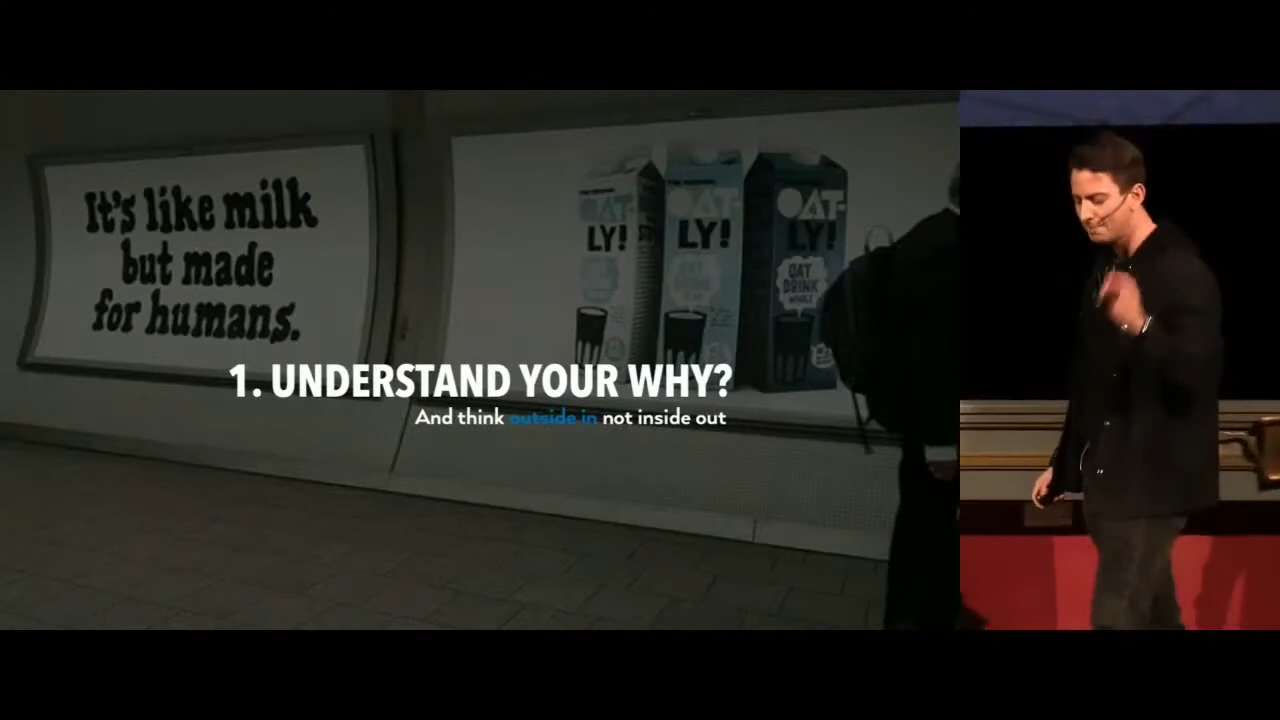 It's like milk
but made
for humans.
OAT-
LY!
OAT-
LY!
OAT-
LY!
OAT
DRINK
WHOLE
1. UNDERSTAND YOUR WHY?
And think outside in not inside out